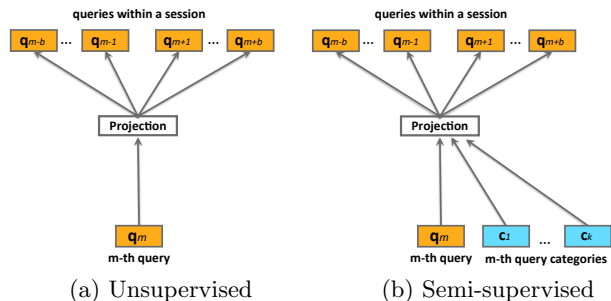 queries within a session
queries within a session
qm-b ... qm-1 qm+1 ... qm+b
qm-b ... qm-1 qm+1 ... qm+b
Projection
Projection
qm
qm c1 ... ck
m-th query
m-th query m-th query categories
(a) Unsupervised
(b) Semi-supervised